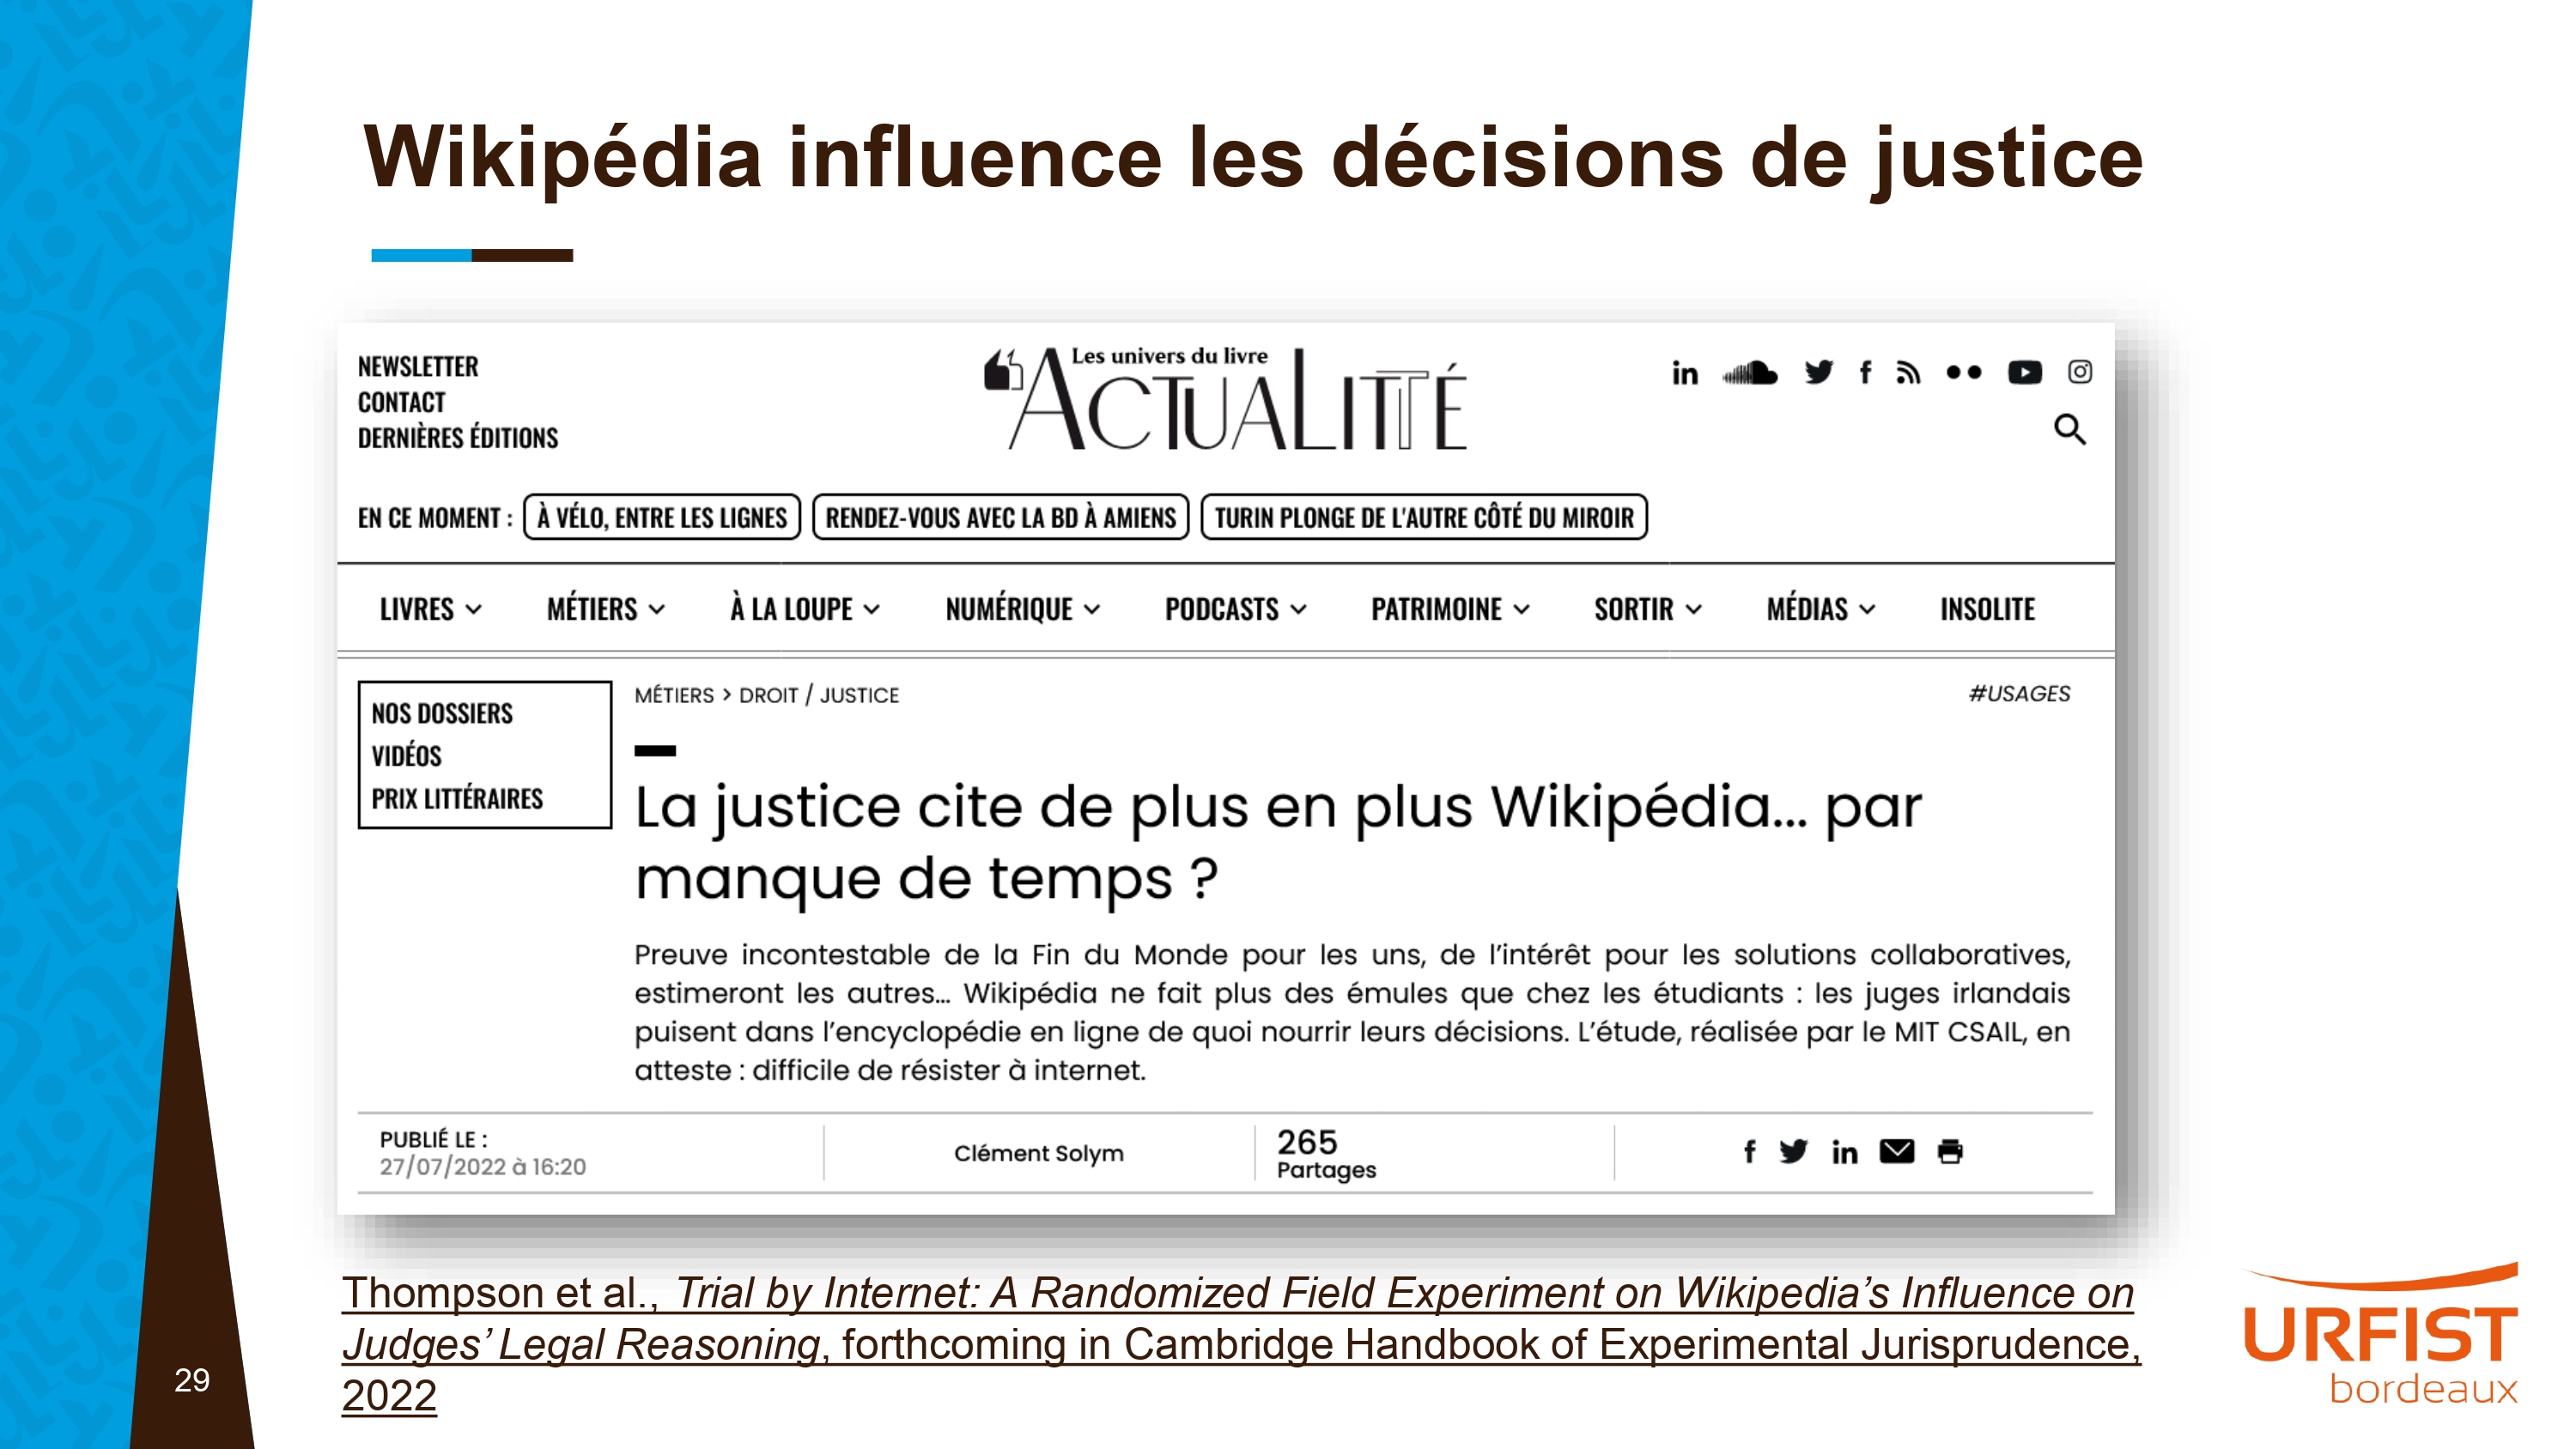 Wikipédia influence les décisions de justice
NEWSLETTER
CONTACT
DERNIÈRES ÉDITIONS
Les univers du livre
ACTUALITTÉ
EN CE MOMENT : À VÉLO, ENTRE LES LIGNES RENDEZ-VOUS AVEC LA BD À AMIENS TURIN PLONGE DE L'AUTRE CÔTÉ DU MIROIR
LIVRES MÉTIERS À LA LOUPE NUMÉRIQUE PODCASTS PATRIMOINE SORTIR MÉDIAS INSOLITE
NOS DOSSIERS
VIDÉOS
PRIX LITTÉRAIRES
MÉTIERS > DROIT / JUSTICE
#USAGES
La justice cite de plus en plus Wikipédia... par
manque de temps ?
Preuve incontestable de la Fin du Monde pour les uns, de l’intérêt pour les solutions collaboratives,
estimeront les autres... Wikipédia ne fait plus des émules que chez les étudiants : les juges irlandais
puisent dans l’encyclopédie en ligne de quoi nourrir leurs décisions. L’étude, réalisée par le MIT CSAIL, en
atteste : difficile de résister à internet.
PUBLIÉ LE :
27/07/2022 à 16:20
Clément Solym
265
Partages
Thompson et al., Trial by Internet: A Randomized Field Experiment on Wikipedia’s Influence on
Judges’ Legal Reasoning, forthcoming in Cambridge Handbook of Experimental Jurisprudence,
2022
29
URFIST
bordeaux